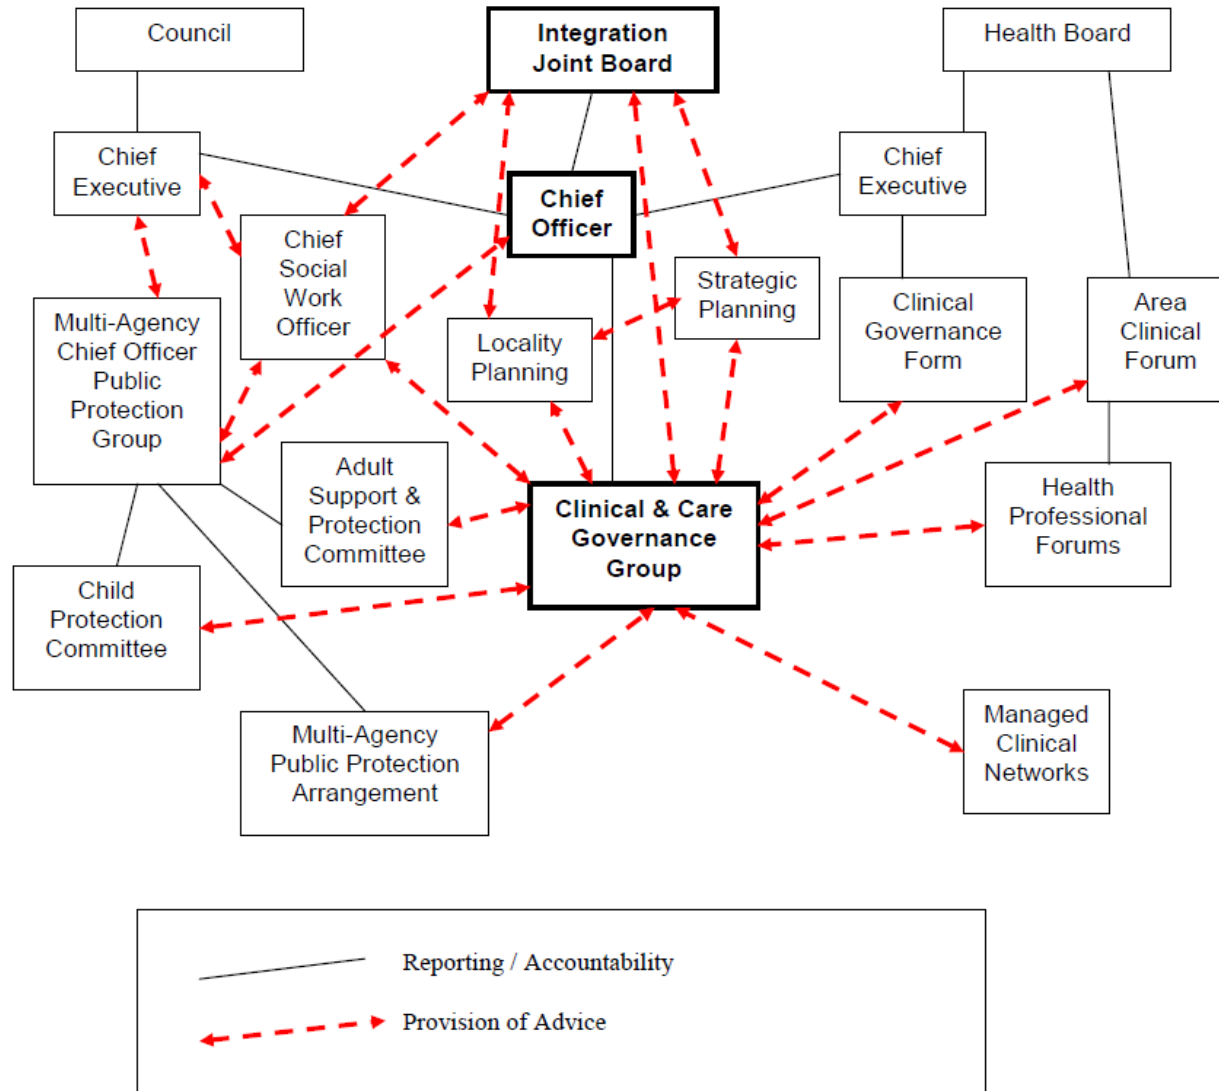 Council
Integration
Joint Board
Health Board
Chief
Executive
Chief
Officer
Chief
Executive
Chief
Social
Work
Officer
Strategic
Planning
Clinical
Governance
Form
Area
Clinical
Forum
Multi-Agency
Chief Officer
Public
Protection
Group
Locality
Planning
Adult
Support &
Protection
Committee
Clinical & Care
Governance
Group
Health
Professional
Forums
Child
Protection
Committee
Multi-Agency
Public Protection
Arrangement
Managed
Clinical
Networks
Reporting / Accountability
Provision of Advice